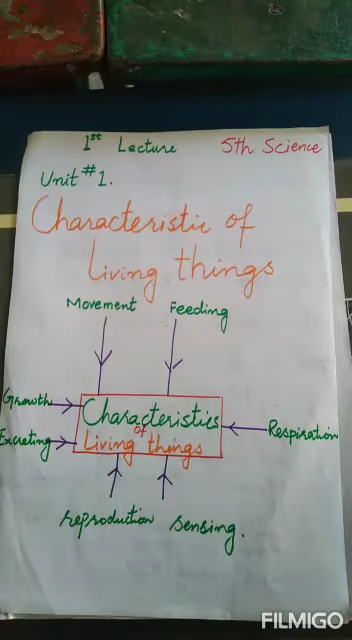 1st Lecture 5th Science
Unit #1.
Characteristic of
Living things
Movement Feeding
Growth
Characteristics
of
Excreting
Living things
Respiration
reproduction sensing.
FILMIGO